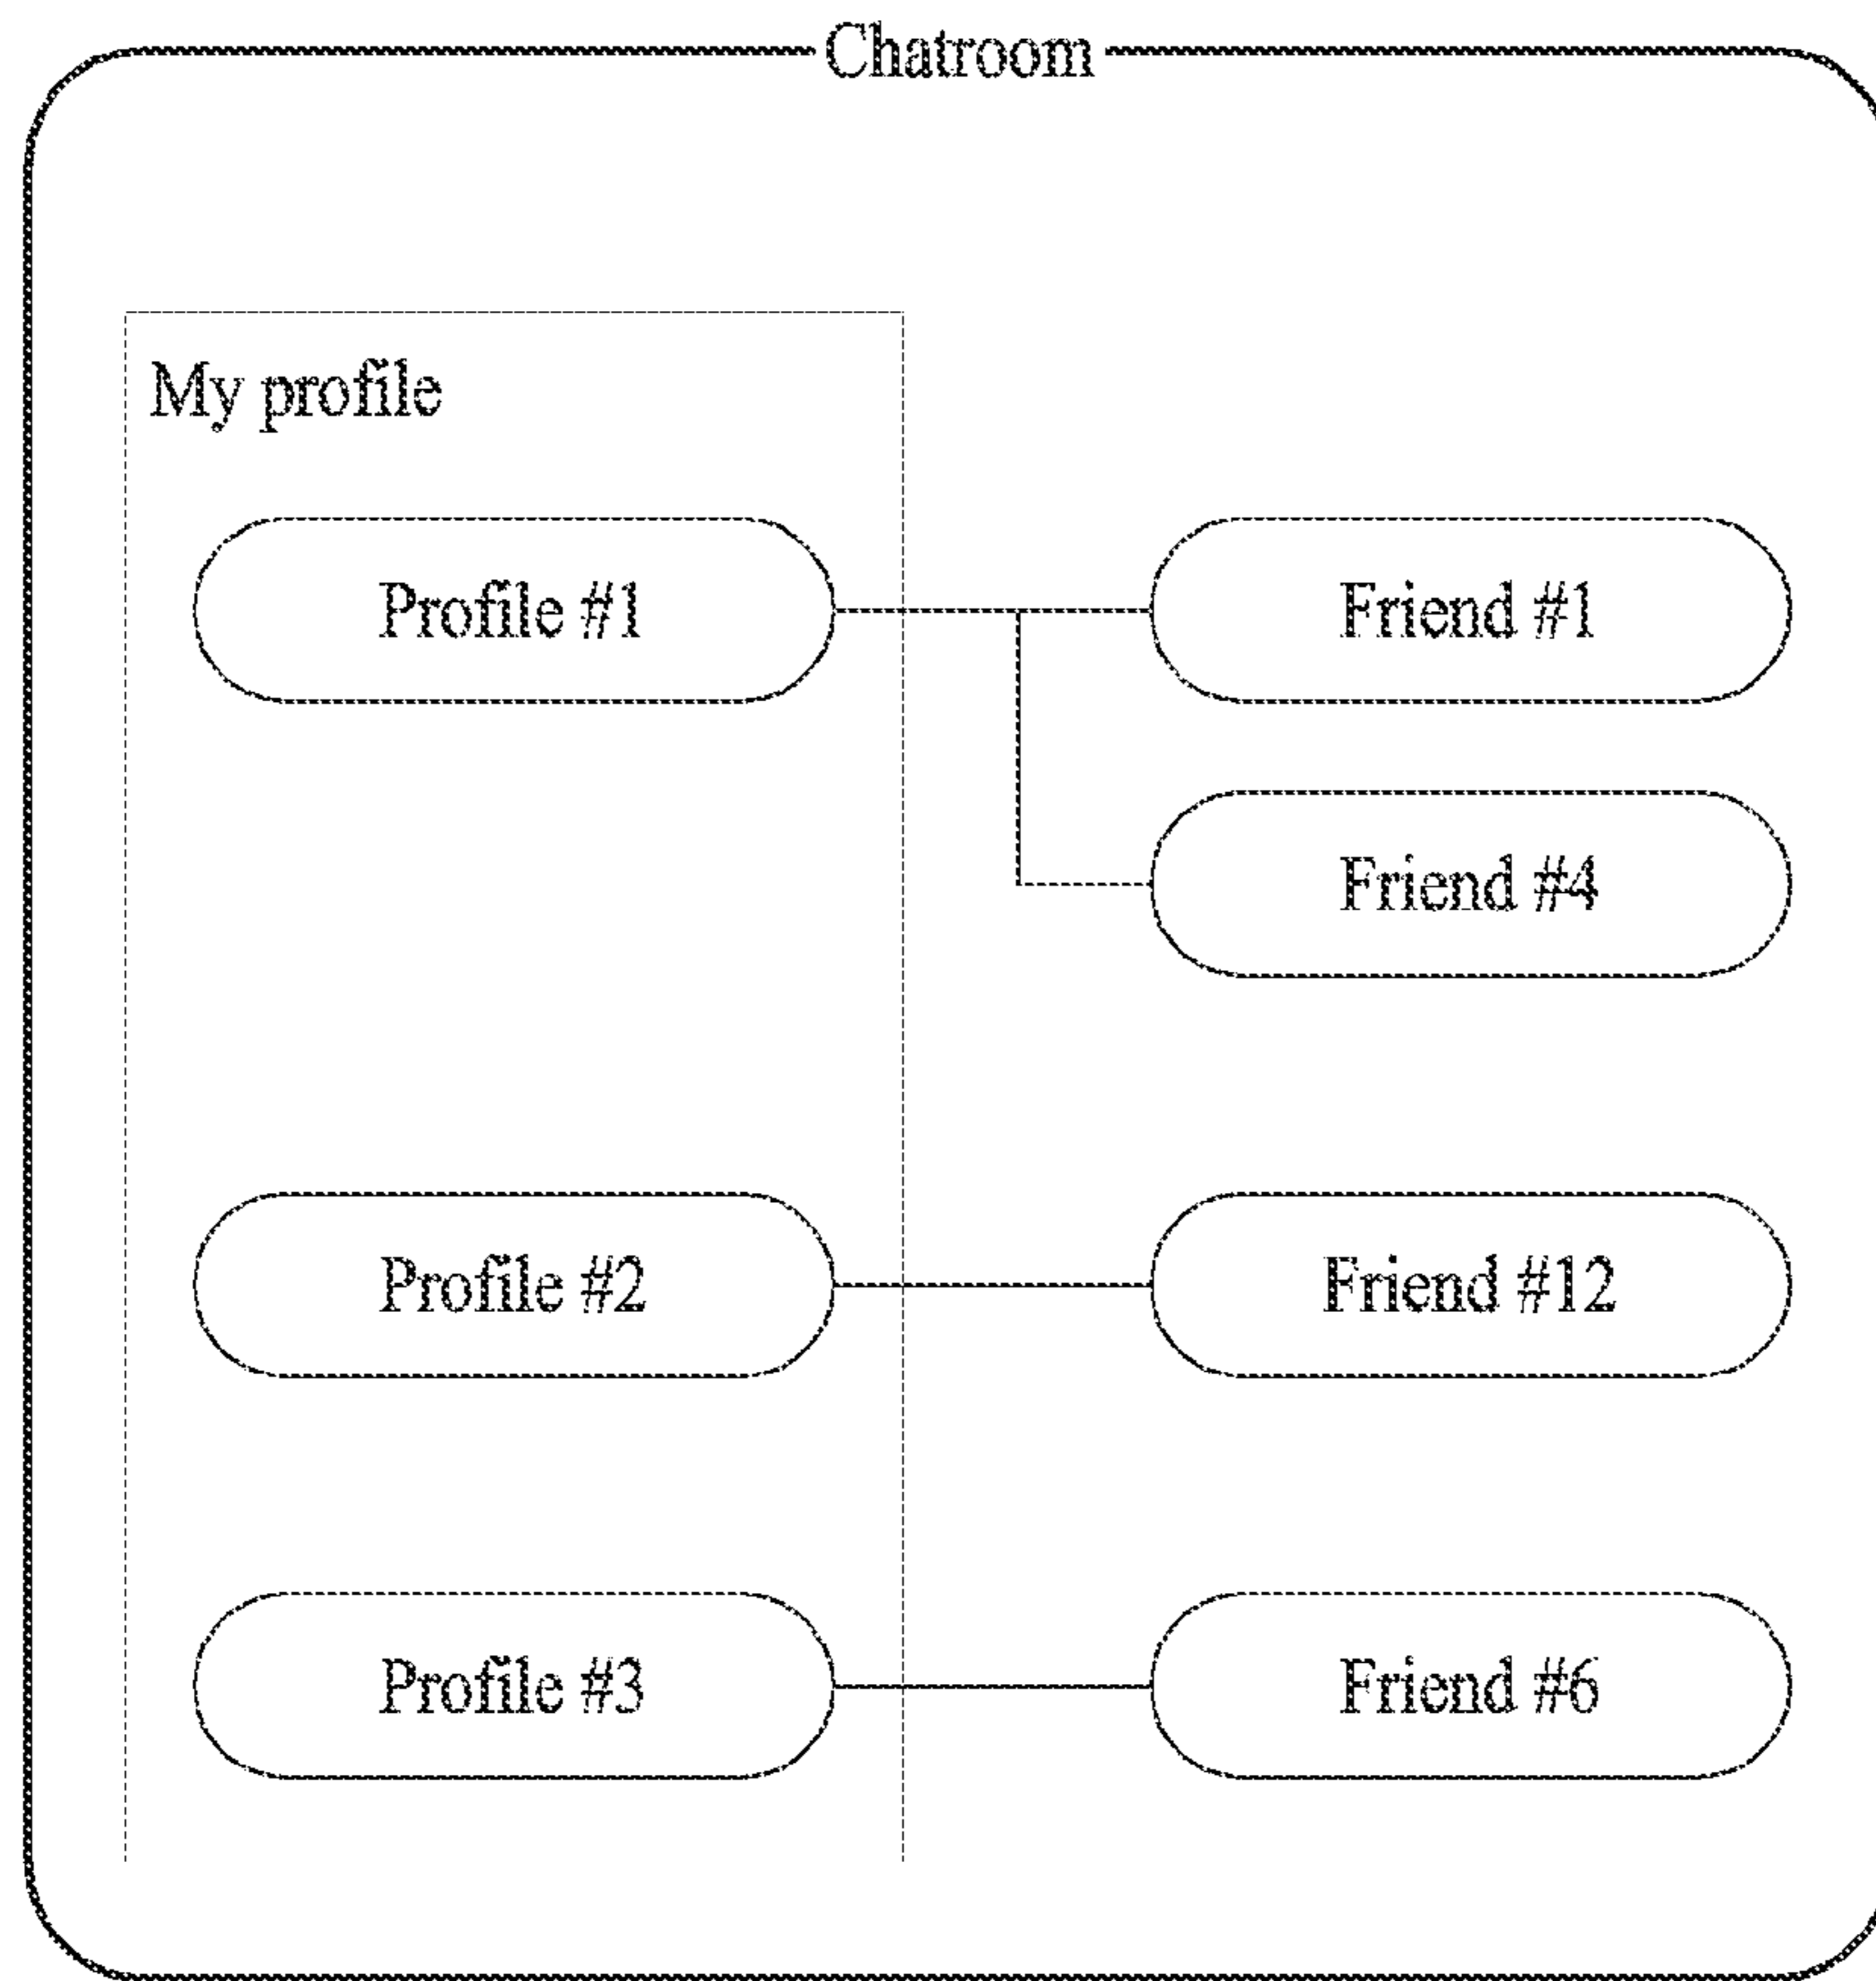 Chatroom
My profile
Profile #1
Friend #1
Friend #4
Profile #2
Friend #12
Profile #3
Friend #6